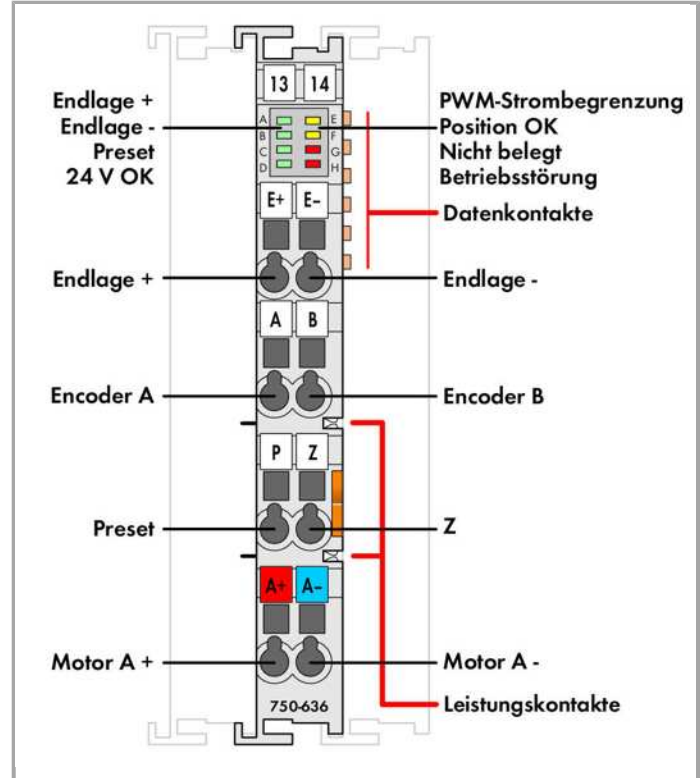 13 14
Endlage +
Endlage -
Preset
24 V OK
A
B
C
D
E
F
G
H
PWM-Strombegrenzung
Position OK
Nicht belegt
Betriebsstörung
E+ E-
Datenkontakte
Endlage +
Endlage -
A B
Encoder A
Encoder B
P Z
Preset
Z
A+ A-
Motor A +
Motor A -
750-636
Leistungskontakte